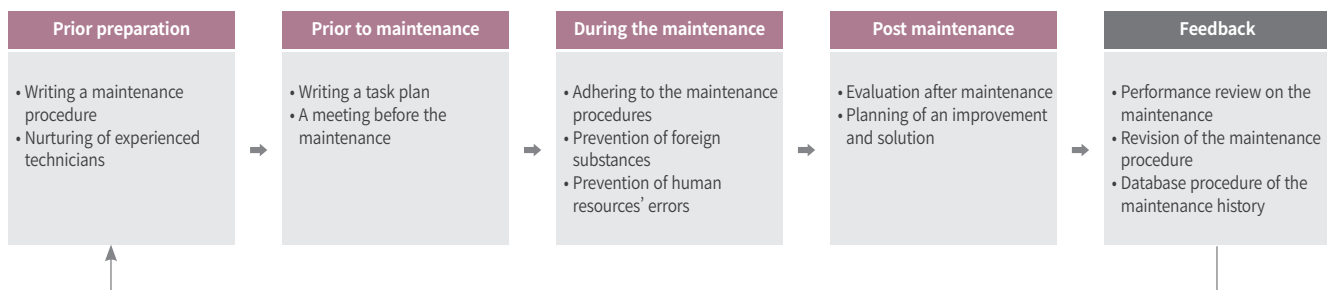 Prior preparation
• Writing a maintenance
procedure
• Nurturing of experienced
technicians
Prior to maintenance
• Writing a task plan
• A meeting before the
maintenance
During the maintenance
• Adhering to the maintenance
procedures
• Prevention of foreign
substances
• Prevention of human
resources’ errors
Post maintenance
• Evaluation after maintenance
• Planning of an improvement
and solution
Feedback
• Performance review on the
maintenance
• Revision of the maintenance
procedure
• Database procedure of the
maintenance history